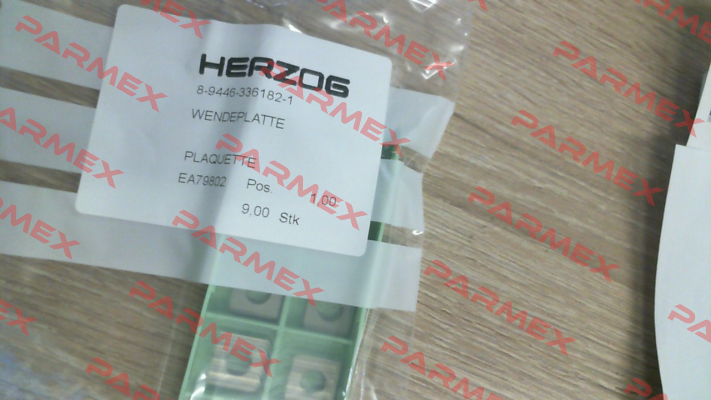 HERZOG
8-9446-336182-1
WENDEPLATTE
PLAQUETTE
EA79802 Pos. 1.00
9.00 Stk
PARMEX